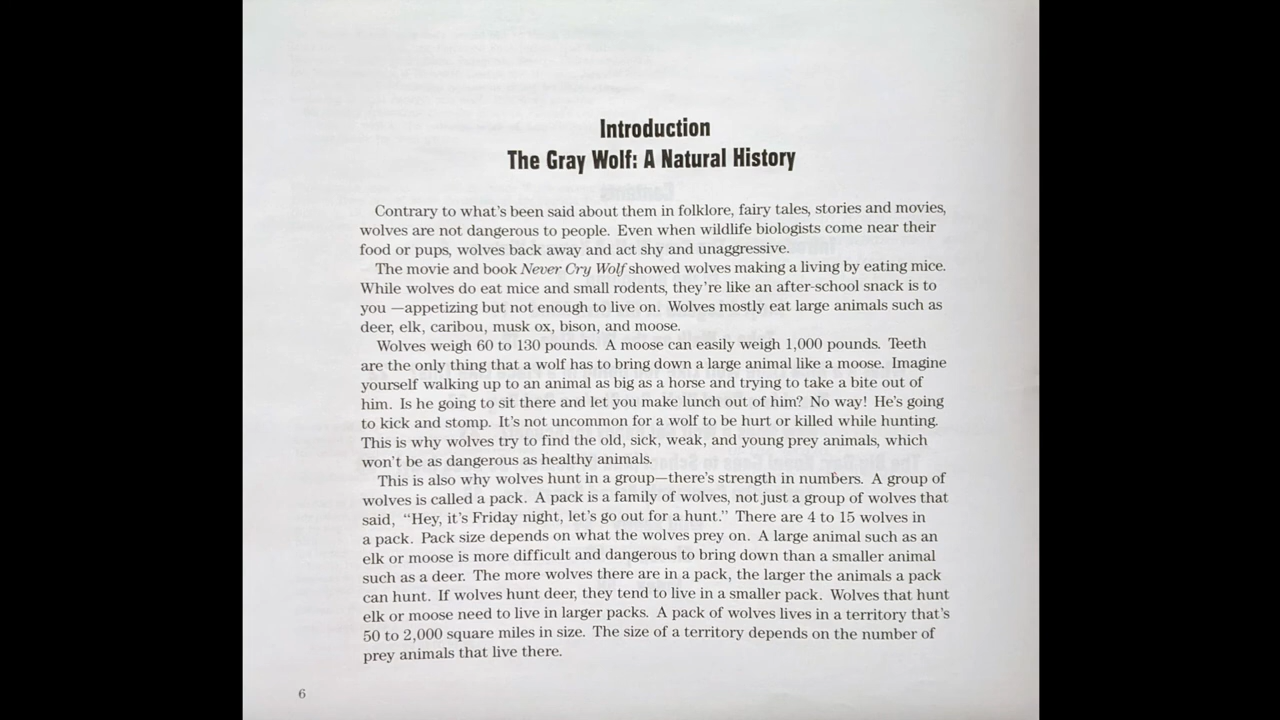 Introduction
The Gray Wolf: A Natural History
Contrary to what's been said about them in folklore, fairy tales, stories and movies,
wolves are not dangerous to people. Even when wildlife biologists come near their
food or pups, wolves back away and act shy and unaggressive.
The movie and book Never Cry Wolf showed wolves making a living by eating mice.
While wolves do eat mice and small rodents, they're like an after-school snack is to
you —appetizing but not enough to live on. Wolves mostly eat large animals such as
deer, elk, caribou, musk ox, bison, and moose.
Wolves weigh 60 to 130 pounds. A moose can easily weigh 1,000 pounds. Teeth
are the only thing that a wolf has to bring down a large animal like a moose. Imagine
yourself walking up to an animal as big as a horse and trying to take a bite out of
him. Is he going to sit there and let you make lunch out of him? No way! He's going
to kick and stomp. It's not uncommon for a wolf to be hurt or killed while hunting.
This is why wolves try to find the old, sick, weak, and young prey animals, which
won't be as dangerous as healthy animals.
This is also why wolves hunt in a group—there's strength in numbers. A group of
wolves is called a pack. A pack is a family of wolves, not just a group of wolves that
said, "Hey, it's Friday night, let's go out for a hunt." There are 4 to 15 wolves in
a pack. Pack size depends on what the wolves prey on. A large animal such as an
elk or moose is more difficult and dangerous to bring down than a smaller animal
such as a deer. The more wolves there are in a pack, the larger the animals a pack
can hunt. If wolves hunt deer, they tend to live in a smaller pack. Wolves that hunt
elk or moose need to live in larger packs. A pack of wolves lives in a territory that's
50 to 2,000 square miles in size. The size of a territory depends on the number of
prey animals that live there.
6